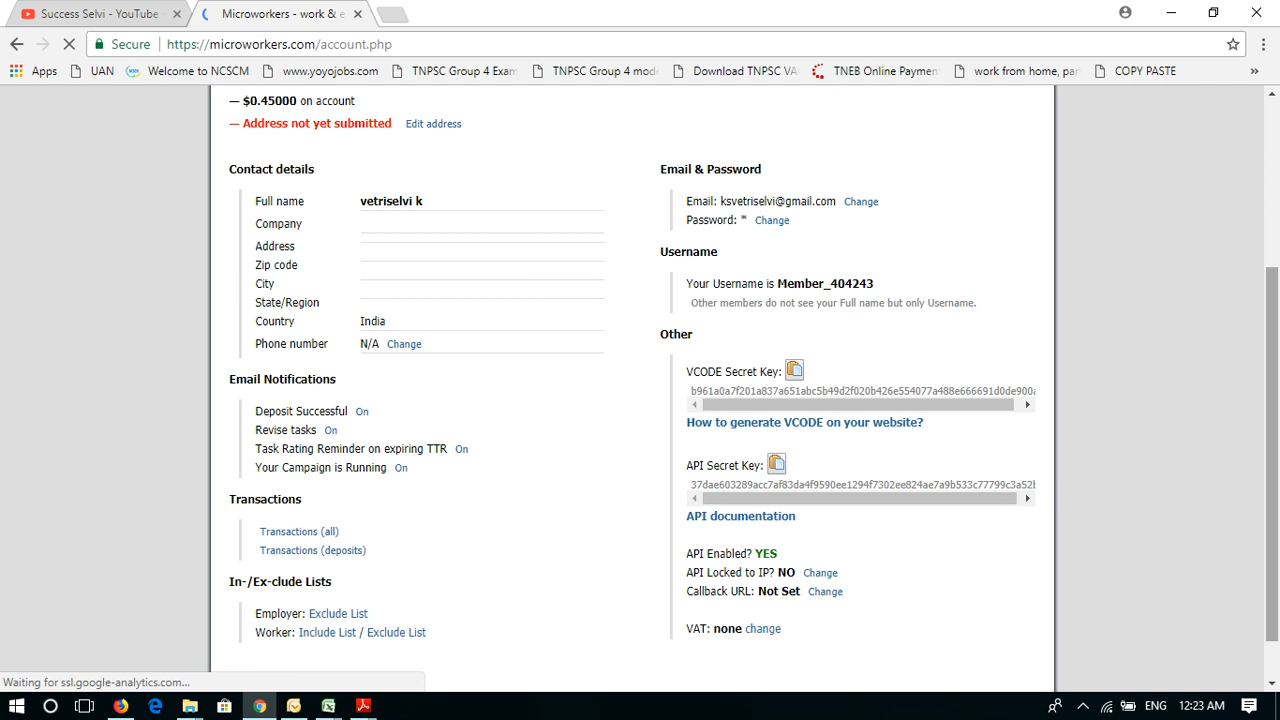 Success Selvi - YouTube
Microworkers - work & e
Secure
https://microworkers.com/account.php
Apps
UAN
Welcome to NCSCM
www.yoyojobs.com
TNPSC Group 4 Exam
TNPSC Group 4 mode
Download TNPSC VA
TNEB Online Payment
work from home, par
COPY PASTE
»
— $0.45000 on account
— Address not yet submitted Edit address
Contact details
Full name vetriselvi k
Company
Address
Zip code
City
State/Region
Country India
Phone number N/A Change
Email Notifications
Deposit Successful On
Revise tasks On
Task Rating Reminder on expiring TTR On
Your Campaign is Running On
Transactions
Transactions (all)
Transactions (deposits)
In-/Ex-clude Lists
Employer: Exclude List
Worker: Include List / Exclude List
Email & Password
Email: ksvetriselvi@gmail.com Change
Password: * Change
Username
Your Username is Member_404243
Other members do not see your Full name but only Username.
Other
VCODE Secret Key:
b961a0a7f201a837a651abc5b49d2f020b426e554077a488e666691d0de900a
How to generate VCODE on your website?
API Secret Key:
37dae603289acc7af83da4f9590ee1294f7302ee824ae7a9b533c77799c3a52b
API documentation
API Enabled? YES
API Locked to IP? NO Change
Callback URL: Not Set Change
VAT: none change
Waiting for ssl.google-analytics.com...
ENG 12:23 AM